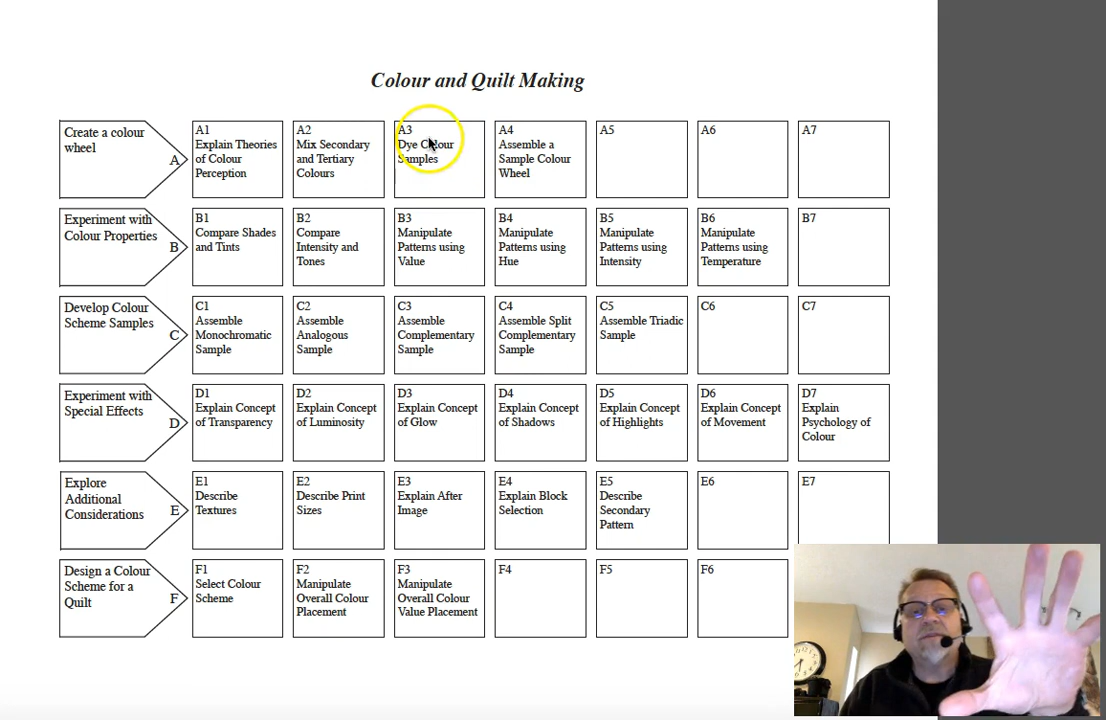 Colour and Quilt Making
Create a colour
wheel
A
A1
Explain Theories
of Colour
Perception
A2
Mix Secondary
and Tertiary
Colours
A3
Dye Colour
Samples
A4
Assemble a
Sample Colour
Wheel
A5
A6
A7
Experiment with
Colour Properties
B
B1
Compare Shades
and Tints
B2
Compare
Intensity and
Tones
B3
Manipulate
Patterns using
Value
B4
Manipulate
Patterns using
Hue
B5
Manipulate
Patterns using
Intensity
B6
Manipulate
Patterns using
Temperature
B7
Develop Colour
Scheme Samples
C
C1
Assemble
Monochromatic
Sample
C2
Assemble
Analogous
Sample
C3
Assemble
Complementary
Sample
C4
Assemble Split
Complementary
Sample
C5
Assemble Triadic
Sample
C6
C7
Experiment with
Special Effects
D
D1
Explain Concept
of Transparency
D2
Explain Concept
of Luminosity
D3
Explain Concept
of Glow
D4
Explain Concept
of Shadows
D5
Explain Concept
of Highlights
D6
Explain Concept
of Movement
D7
Explain
Psychology of
Colour
Explore
Additional
Considerations
E
E1
Describe
Textures
E2
Describe Print
Sizes
E3
Explain After
Image
E4
Explain Block
Selection
E5
Describe
Secondary
Pattern
E6
E7
Design a Colour
Scheme for a
Quilt
F
F1
Select Colour
Scheme
F2
Manipulate
Overall Colour
Placement
F3
Manipulate
Overall Colour
Value Placement
F4
F5
F6